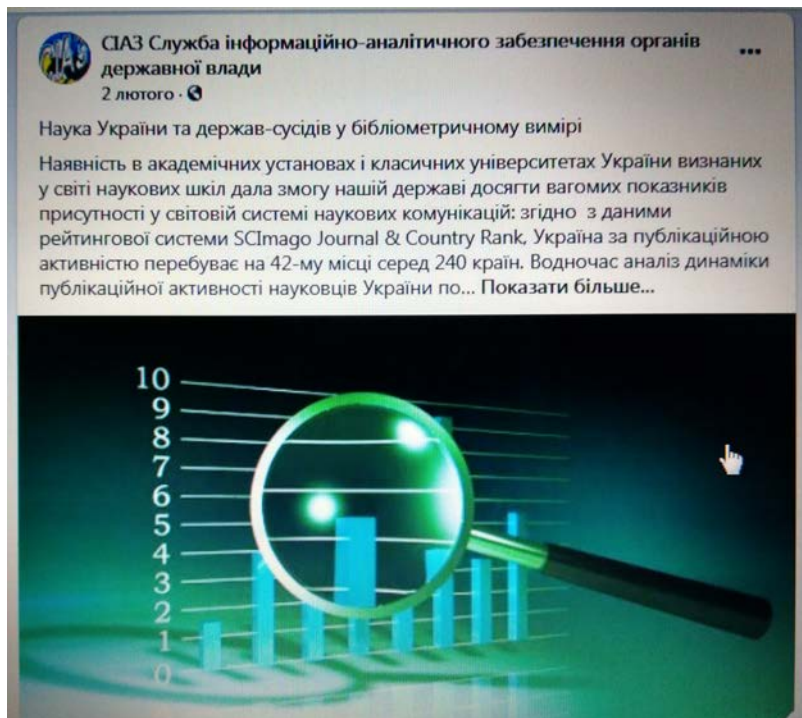 СІАЗ Служба інформаційно-аналітичного забезпечення органів
державної влади
2 лютого ·
Наука України та держав-сусідів у бібліометричному вимірі
Наявність в академічних установах і класичних університетах України визнаних
у світі наукових шкіл дала змогу нашій державі досягти вагомих показників
присутності у світовій системі наукових комунікацій: згідно з даними
рейтингової системи SCImago Journal & Country Rank, Україна за публікаційною
активністю перебуває на 42-му місці серед 240 країн. Водночас аналіз динаміки
публікаційної активності науковців України по... Показати більше...
10
9
8
7
6
5
4
3
2
1
0